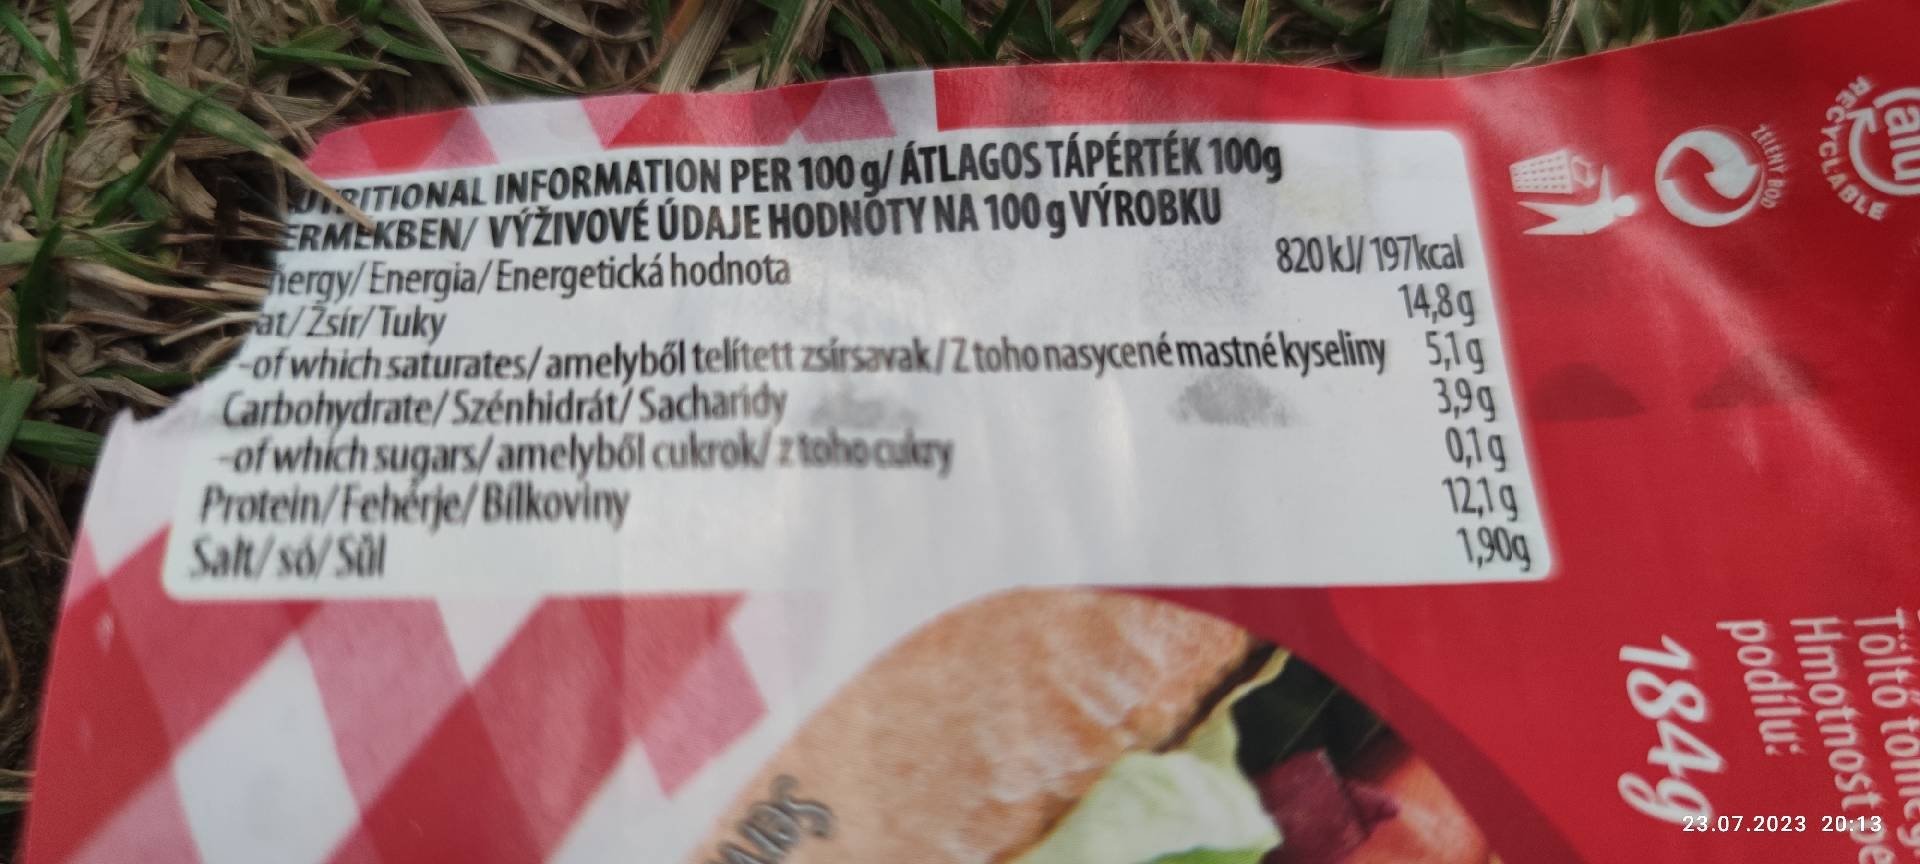 NUTRITIONAL INFORMATION PER 100 g/ ÁTLAGOS TÁPÉRTÉK 100g
ERMÉKBEN/ VÝŽIVOVÉ ÚDAJE HODNOTY NA 100 g VÝROBKU
nergy/ Energia/ Energetická hodnota 820 kJ/ 197kcal
at/ Zsír/ Tuky 14,8 g
-of which saturates/ amelyből telített zsírsavak/ Z toho nasycené mastné kyseliny 5,1 g
Carbohydrate/ Szénhidrát/ Sacharidy 3,9 g
-of which sugars/ amelyből cukrok/ z toho cukry 0,1 g
Protein/ Fehérje/ Bílkoviny 12,1 g
Salt/ só/ Sůl 1,90g
ZELENÝ BOD
alu
RECYCLABLE
Töltő tömeg
Hmotnost
podílu:
184g
23.07.2023 20:13